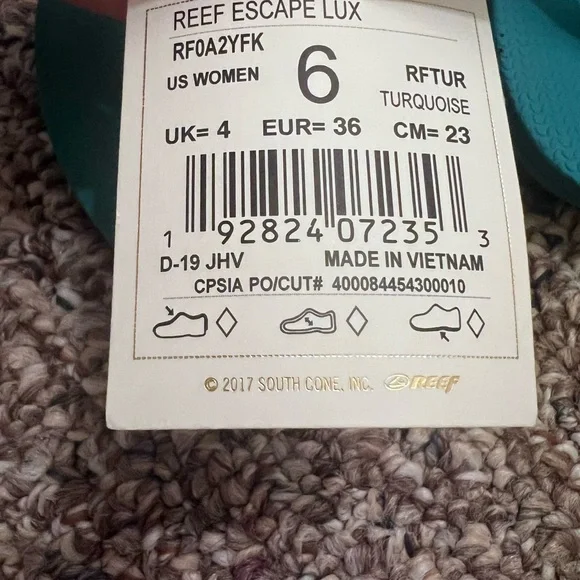 REEF ESCAPE LUX
RF0A2YFK
US WOMEN 6 RFTUR
TURQUOISE
UK= 4 EUR= 36 CM= 23
1 92824 07235 3
D-19 JHV MADE IN VIETNAM
CPSIA PO/CUT# 400084454300010
© 2017 SOUTH CONE, INC. REEF